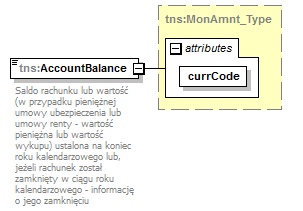 tns:MonAmnt_Type
attributes
tns:AccountBalance
currCode
Saldo rachunku lub wartość
(w przypadku pieniężnej
umowy ubezpieczenia lub
umowy renty - wartość
pieniężna lub wartość
wykupu) ustalona na koniec
roku kalendarzowego lub,
jeżeli rachunek został
zamknięty w ciągu roku
kalendarzowego - informację
o jego zamknięciu